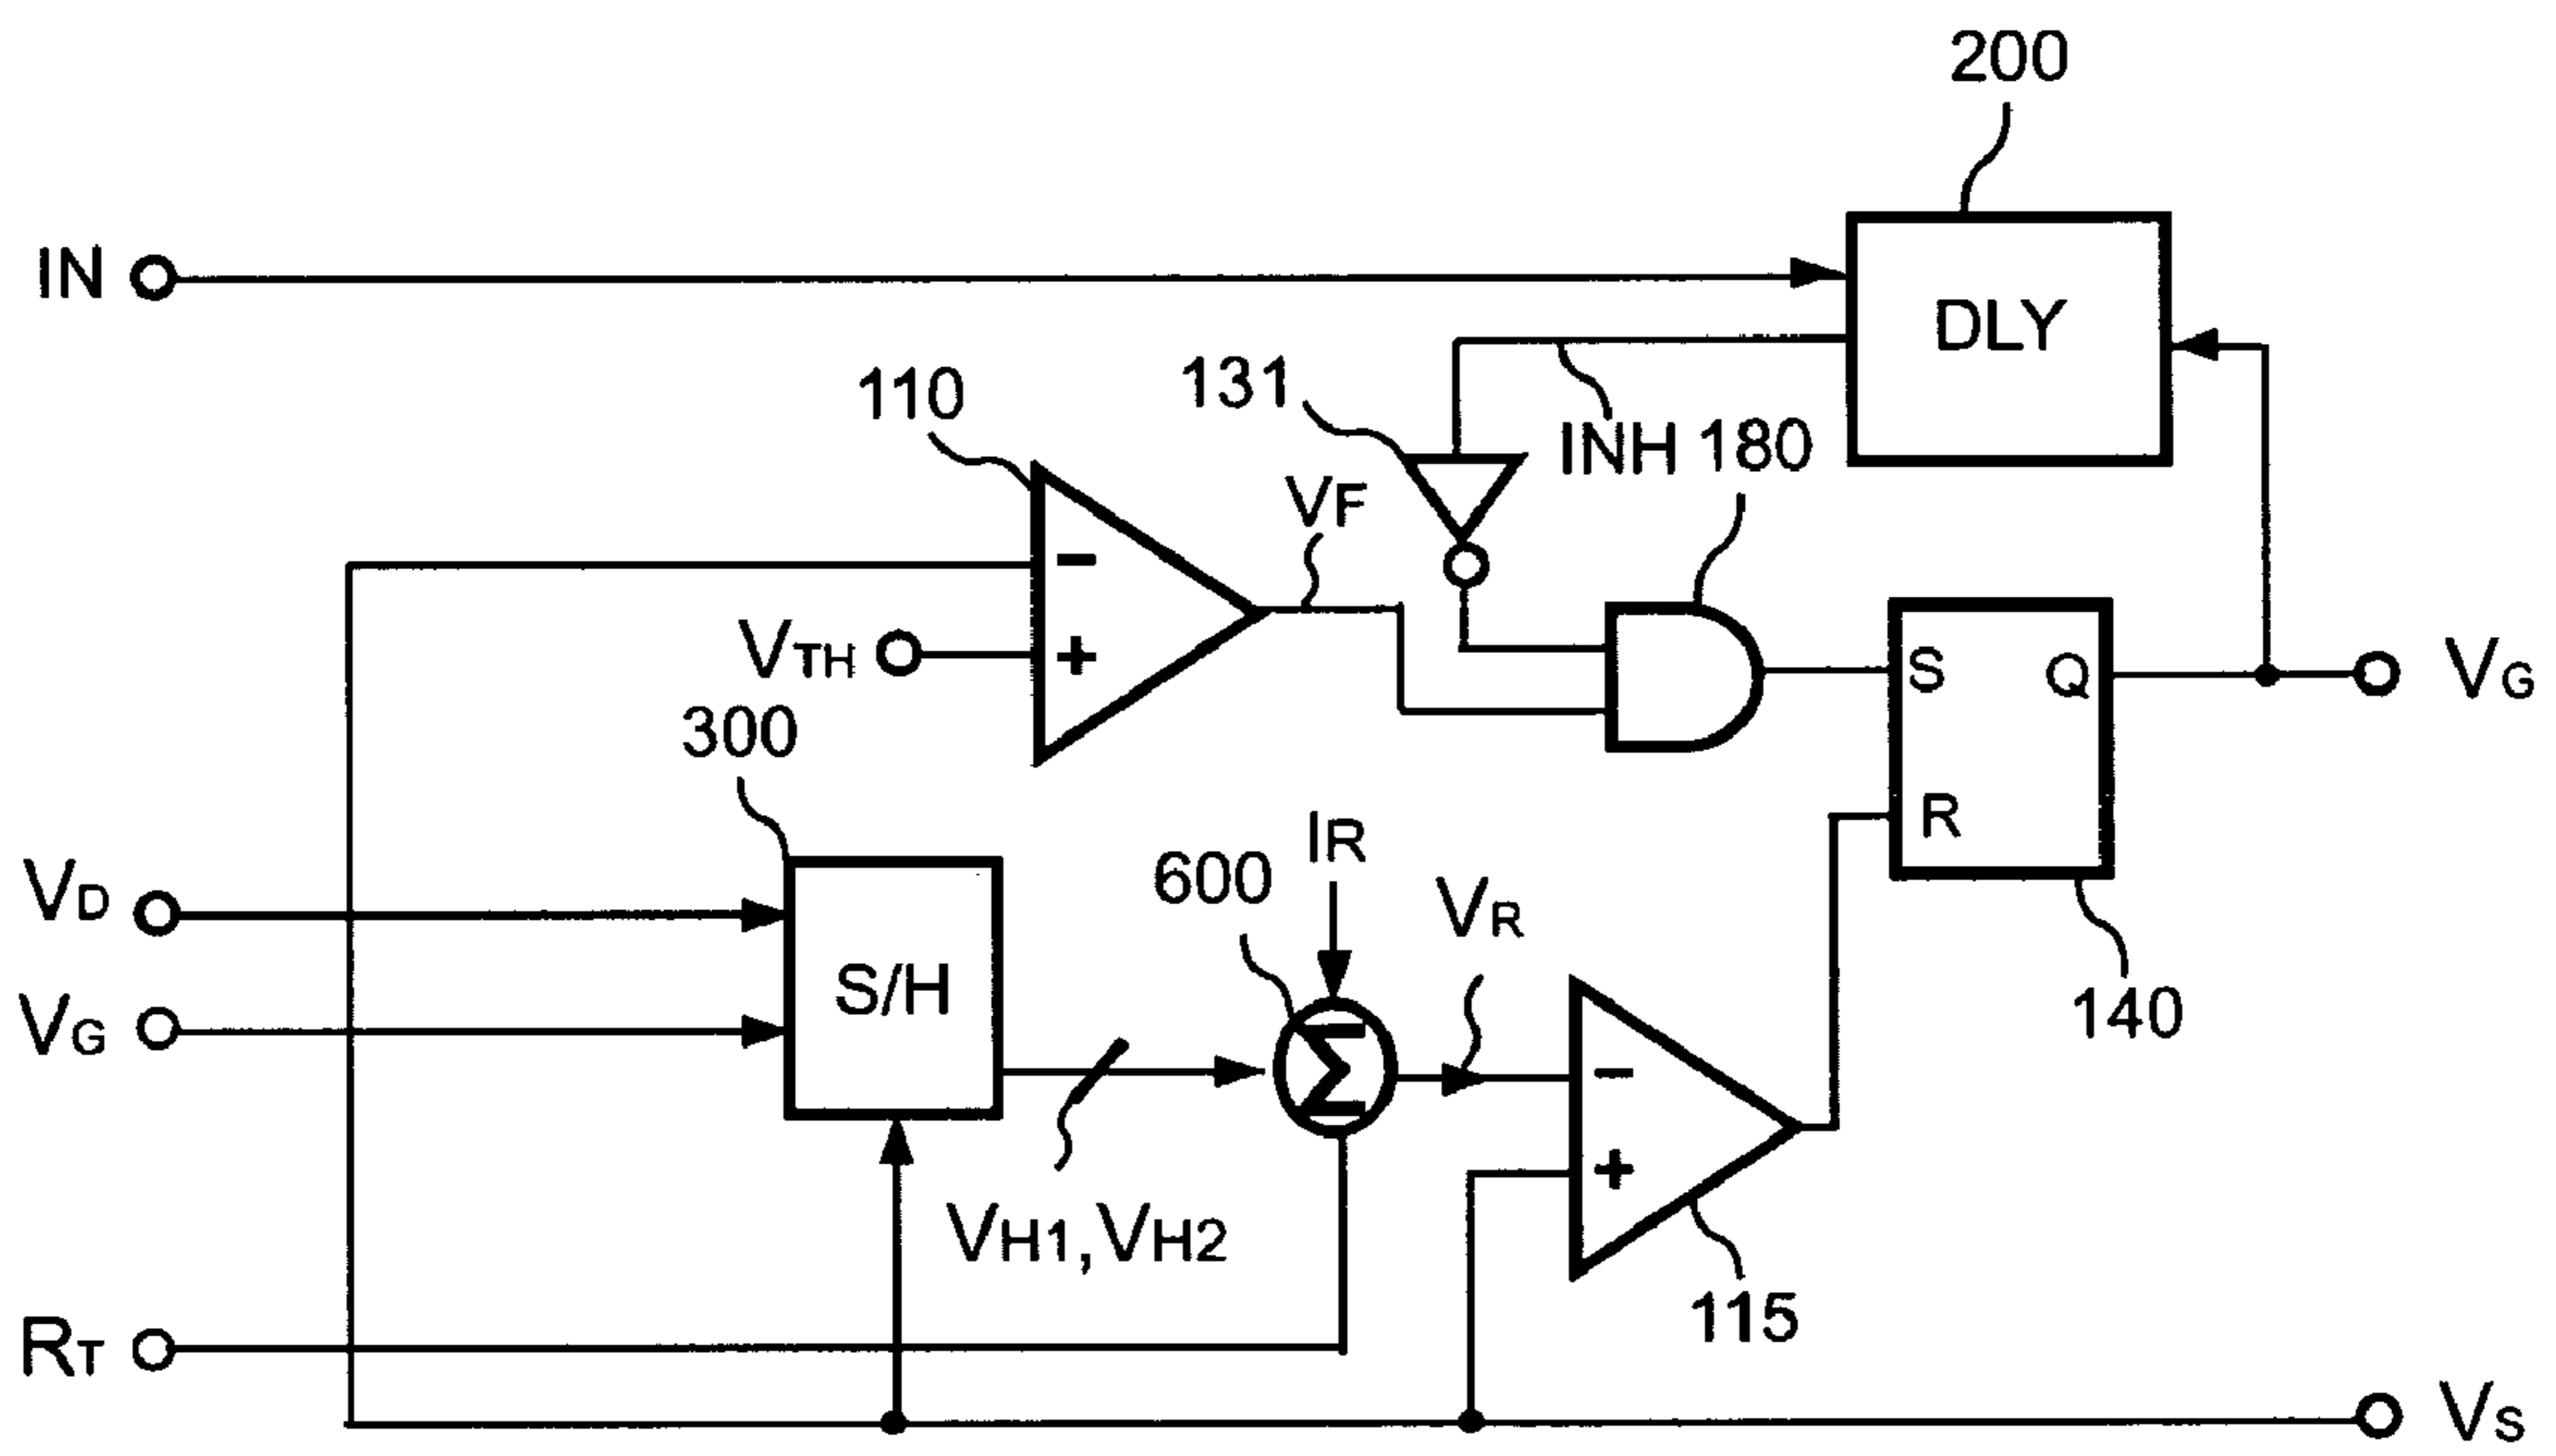 200
IN
DLY
110
131
INH
180
VF
VTH
S
Q
VG
300
R
IR
600
VD
VR
S/H
VG
140
Σ
VH1,VH2
115
RT
VS